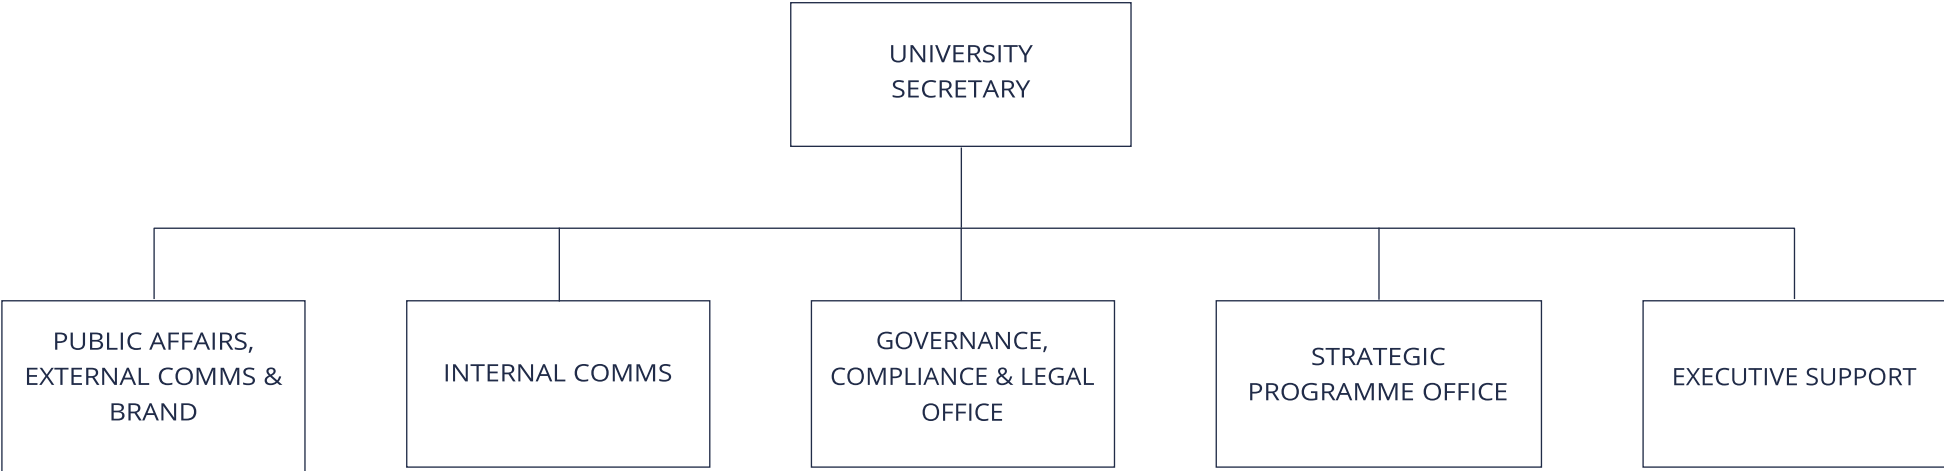 UNIVERSITY
SECRETARY
PUBLIC AFFAIRS,
EXTERNAL COMMS &
BRAND
INTERNAL COMMS
GOVERNANCE,
COMPLIANCE & LEGAL
OFFICE
STRATEGIC
PROGRAMME OFFICE
EXECUTIVE SUPPORT